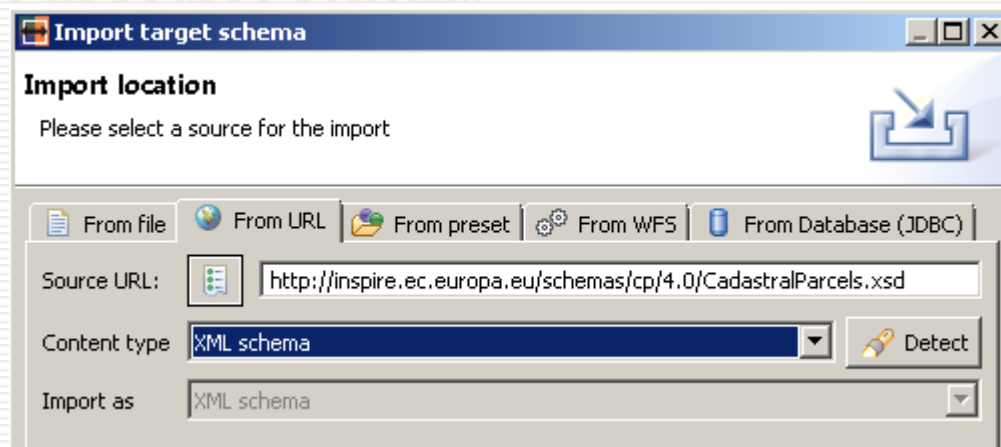 Import target schema
Import location
Please select a source for the import
From file From URL From preset From WFS From Database (JDBC)
Source URL: http://inspire.ec.europa.eu/schemas/cp/4.0/CadastralParcels.xsd
Content type XML schema Detect
Import as XML schema